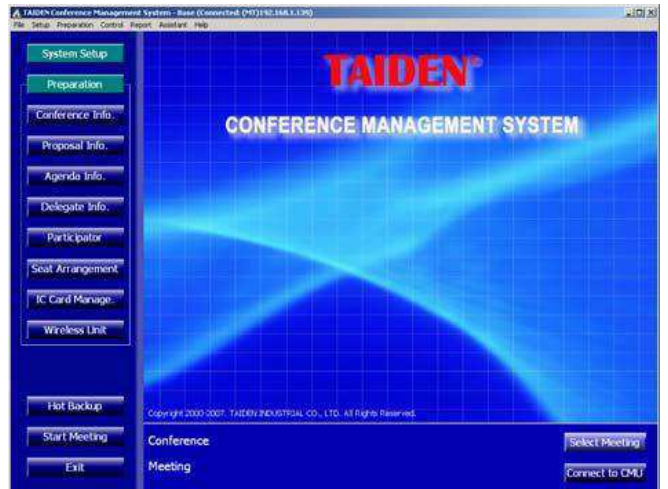 TAIDEN Conference Management System - Base (Connected: (MT)192.168.1.139)
File Setup Preparation Control Report Assistant Help
System Setup
Preparation
Conference Info.
Proposal Info.
Agenda Info.
Delegate Info.
Participator
Seat Arrangement
IC Card Manage.
Wireless Unit
Hot Backup
Start Meeting
Exit
TAIDEN®
CONFERENCE MANAGEMENT SYSTEM
Copyright 2000-2007. TAIDEN INDUSTRIAL CO., LTD. All Rights Reserved.
Conference
Meeting
Select Meeting
Connect to CMU